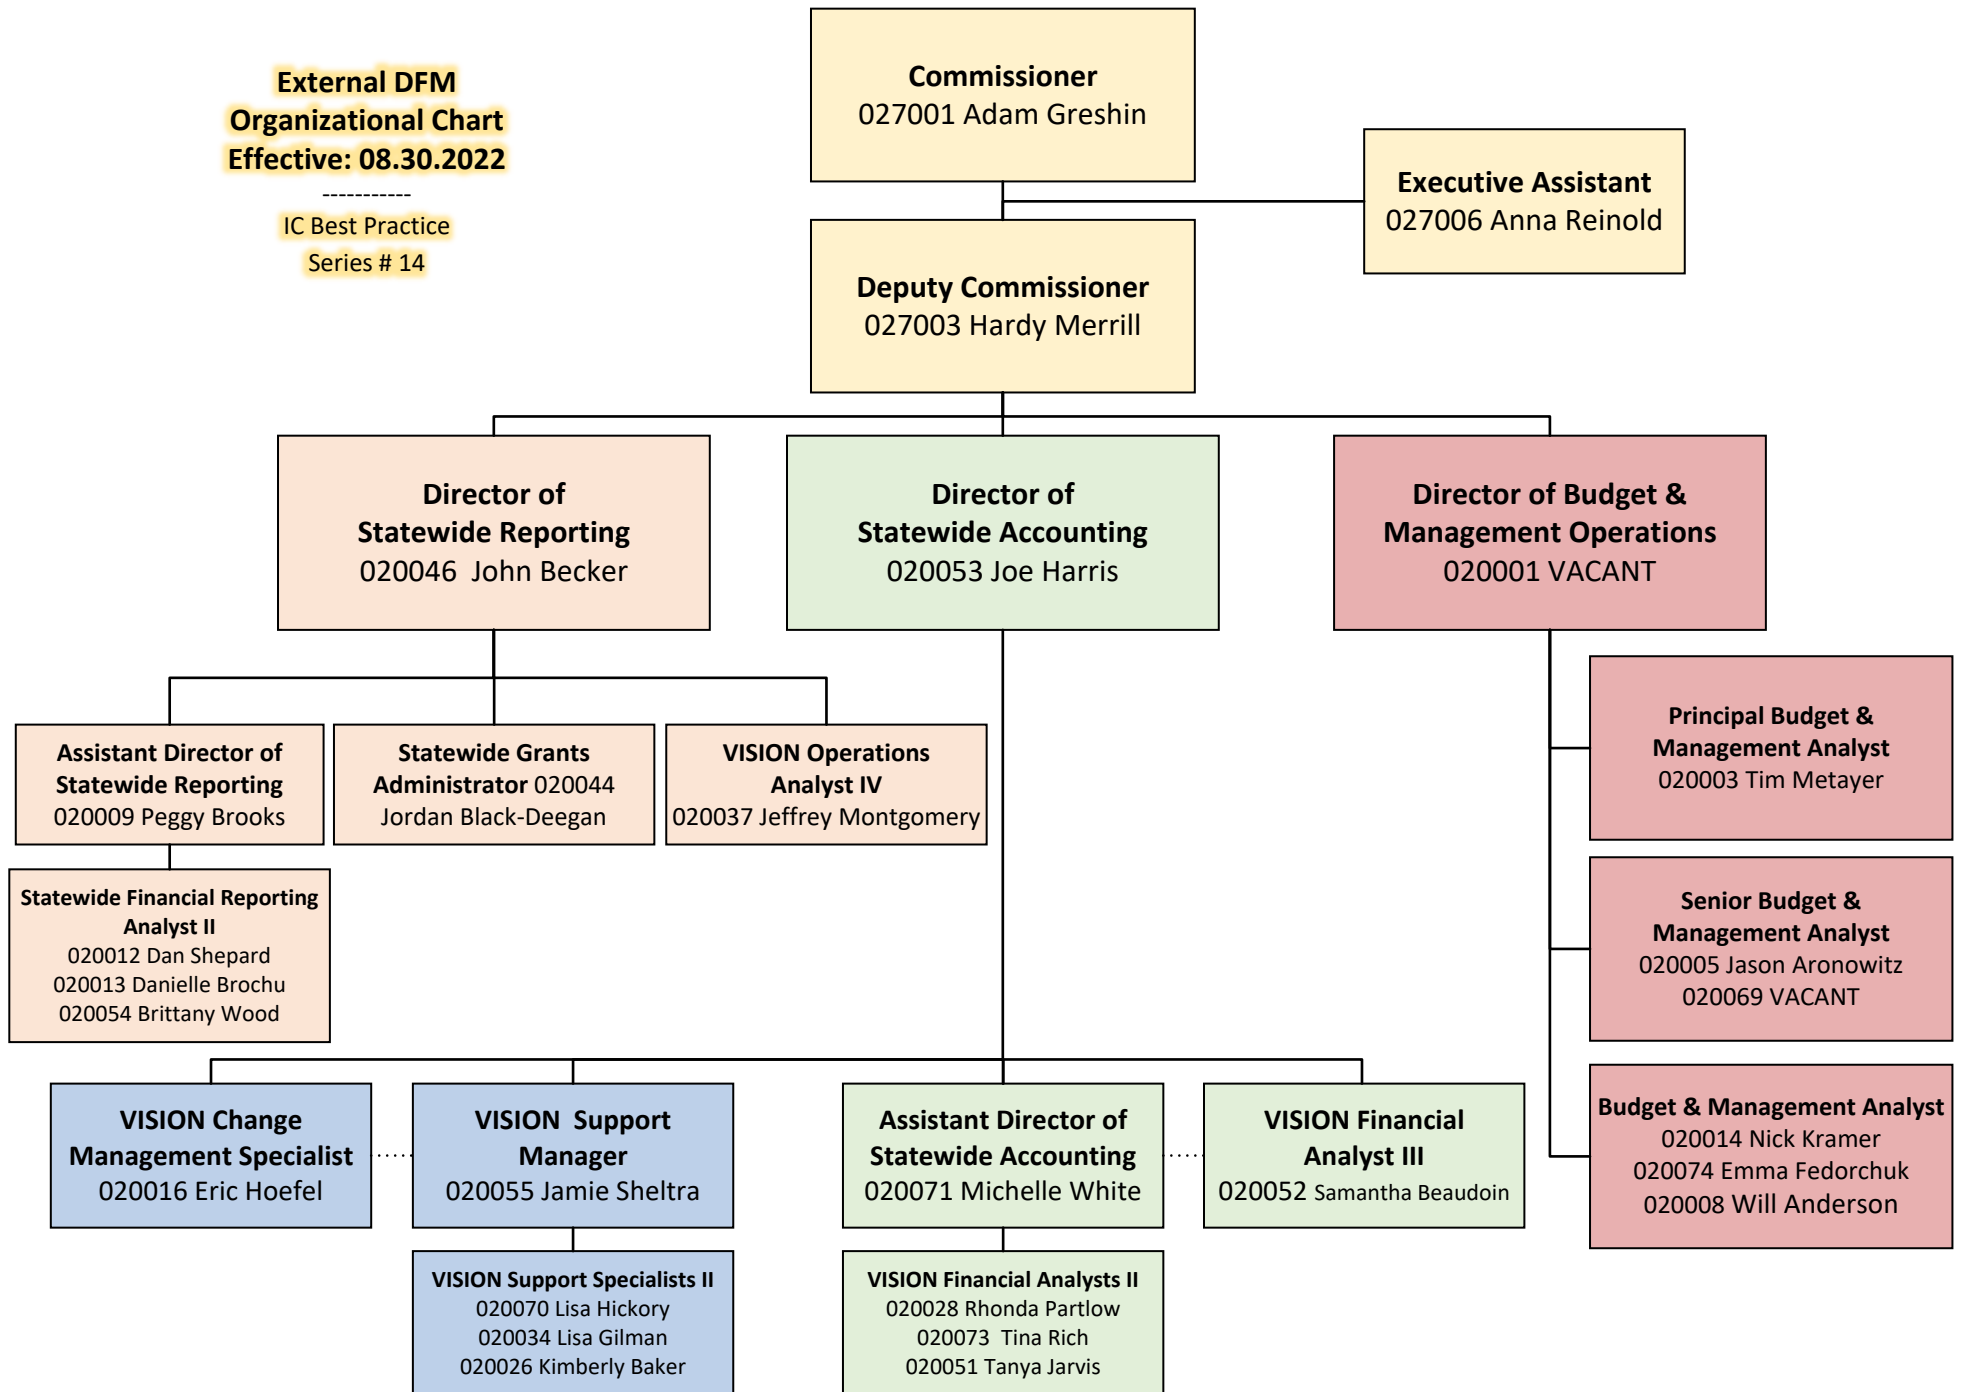 External DFM
Organizational Chart
Effective: 08.30.2022
-----------
IC Best Practice
Series # 14
Commissioner
027001 Adam Greshin
Executive Assistant
027006 Anna Reinold
Deputy Commissioner
027003 Hardy Merrill
Director of
Statewide Reporting
020046 John Becker
Director of
Statewide Accounting
020053 Joe Harris
Director of Budget &
Management Operations
020001 VACANT
Assistant Director of
Statewide Reporting
020009 Peggy Brooks
Statewide Grants
Administrator 020044
Jordan Black-Deegan
VISION Operations
Analyst IV
020037 Jeffrey Montgomery
Principal Budget &
Management Analyst
020003 Tim Metayer
Statewide Financial Reporting
Analyst II
020012 Dan Shepard
020013 Danielle Brochu
020054 Brittany Wood
Senior Budget &
Management Analyst
020005 Jason Aronowitz
020069 VACANT
VISION Change
Management Specialist
020016 Eric Hoefel
VISION Support
Manager
020055 Jamie Sheltra
Assistant Director of
Statewide Accounting
020071 Michelle White
VISION Financial
Analyst III
020052 Samantha Beaudoin
Budget & Management Analyst
020014 Nick Kramer
020074 Emma Fedorchuk
020008 Will Anderson
VISION Support Specialists II
020070 Lisa Hickory
020034 Lisa Gilman
020026 Kimberly Baker
VISION Financial Analysts II
020028 Rhonda Partlow
020073 Tina Rich
020051 Tanya Jarvis